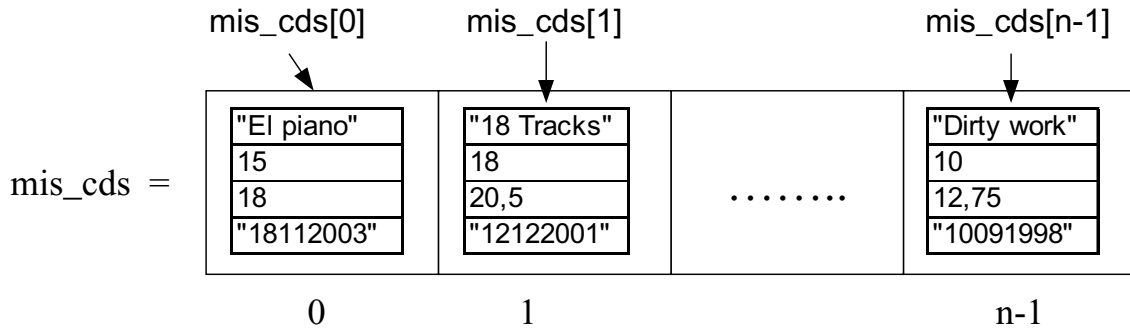 mis_cds[0] mis_cds[1] mis_cds[n-1]
"El piano" "18 Tracks" "Dirty work"
15 18 10
mis_cds = 18 20,5 ........ 12,75
"18112003" "12122001" "10091998"
0 1 n-1